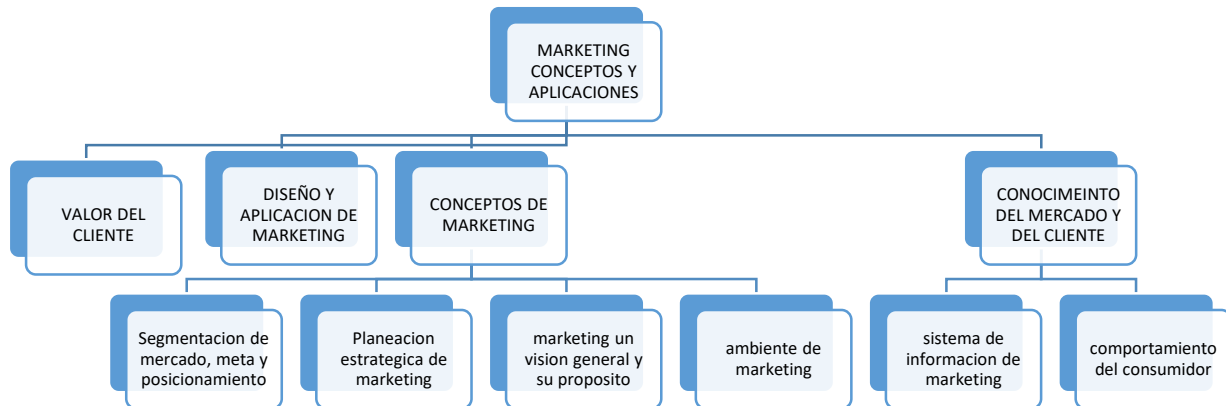 MARKETING
CONCEPTOS Y
APLICACIONES
VALOR DEL
CLIENTE
DISEÑO Y
APLICACION DE
MARKETING
CONCEPTOS DE
MARKETING
CONOCIMEINTO
DEL MERCADO Y
DEL CLIENTE
Segmentacion de
mercado, meta y
posicionamiento
Planeacion
estrategica de
marketing
marketing un
vision general y
su proposito
ambiente de
marketing
sistema de
informacion de
marketing
comportamiento
del consumidor